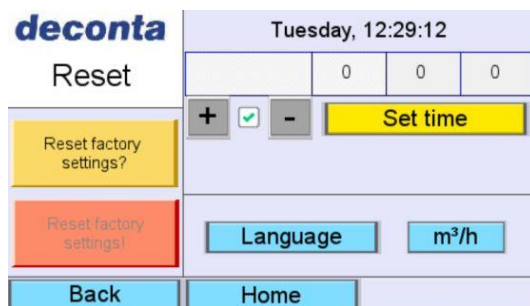 deconta
Reset
Tuesday, 12:29:12
0 0 0
+ -
Set time
Reset factory
settings?
Reset factory
settings!
Language
m³/h
Back
Home